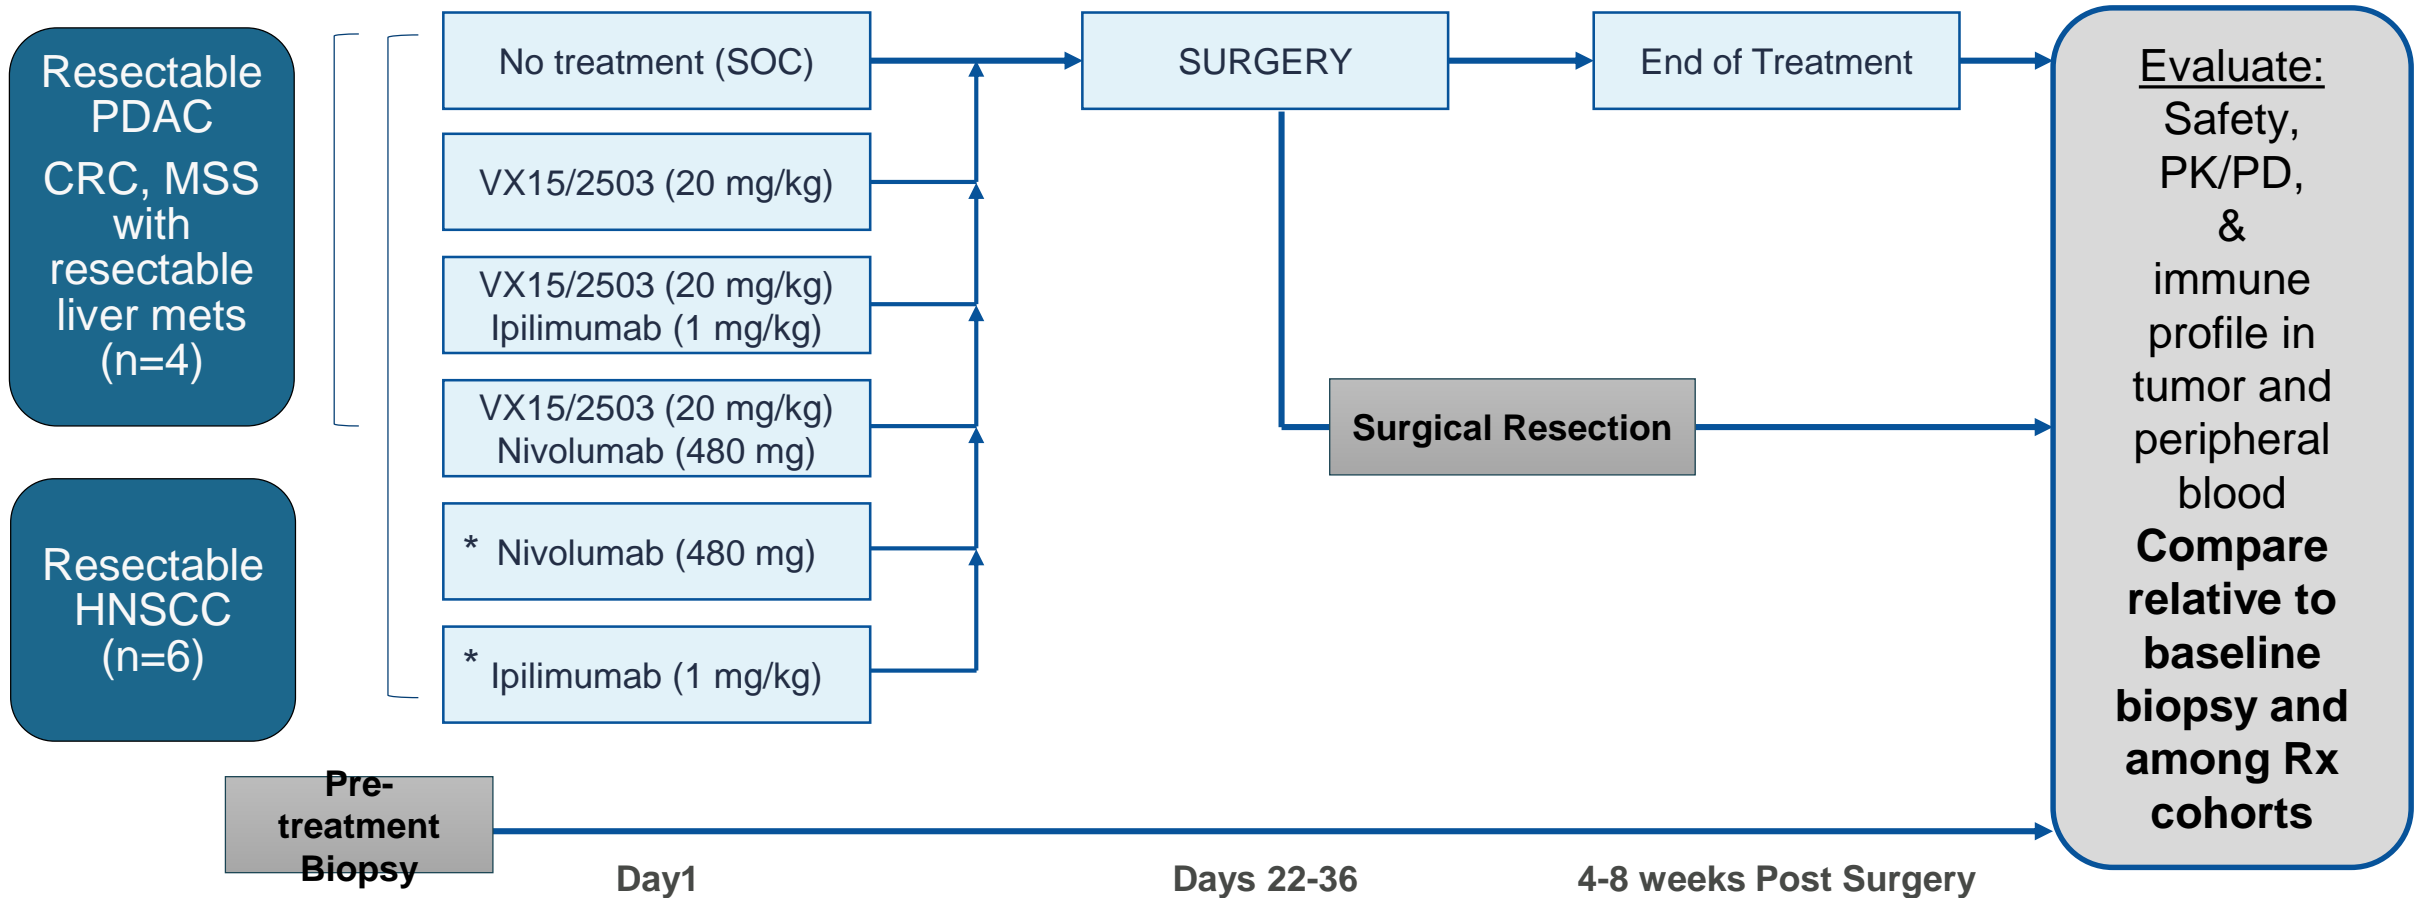 Resectable
PDAC
CRC, MSS
with
resectable
liver mets
(n=4)
Resectable
HNSCC
(n=6)
No treatment (SOC)
VX15/2503 (20 mg/kg)
VX15/2503 (20 mg/kg)
Ipilimumab (1 mg/kg)
VX15/2503 (20 mg/kg)
Nivolumab (480 mg)
* Nivolumab (480 mg)
* Ipilimumab (1 mg/kg)
SURGERY
End of Treatment
Surgical Resection
Evaluate:
Safety,
PK/PD,
&
immune
profile in
tumor and
peripheral
blood
Compare
relative to
baseline
biopsy and
among Rx
cohorts
Pre-
treatment
Biopsy
Day1
Days 22-36
4-8 weeks Post Surgery